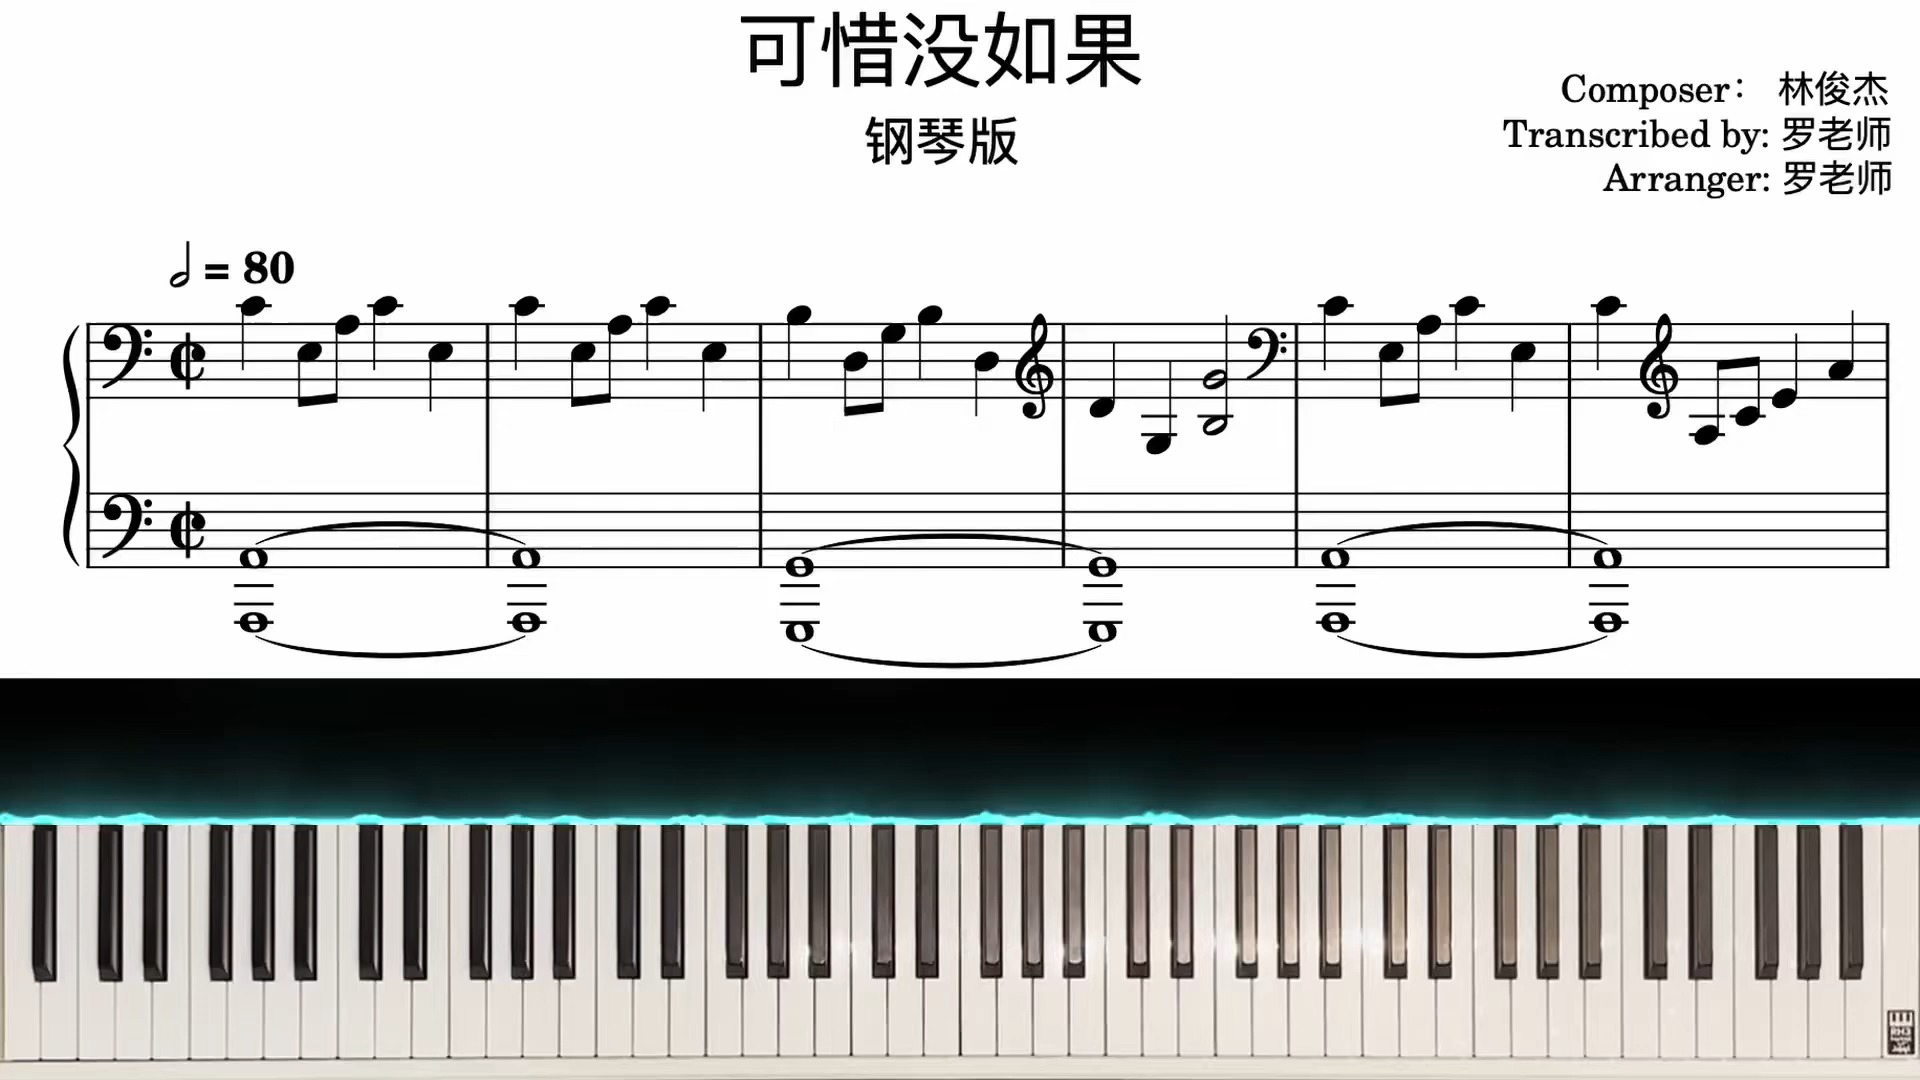 可惜没如果
钢琴版
Composer： 林俊杰
Transcribed by: 罗老师
Arranger: 罗老师
= 80